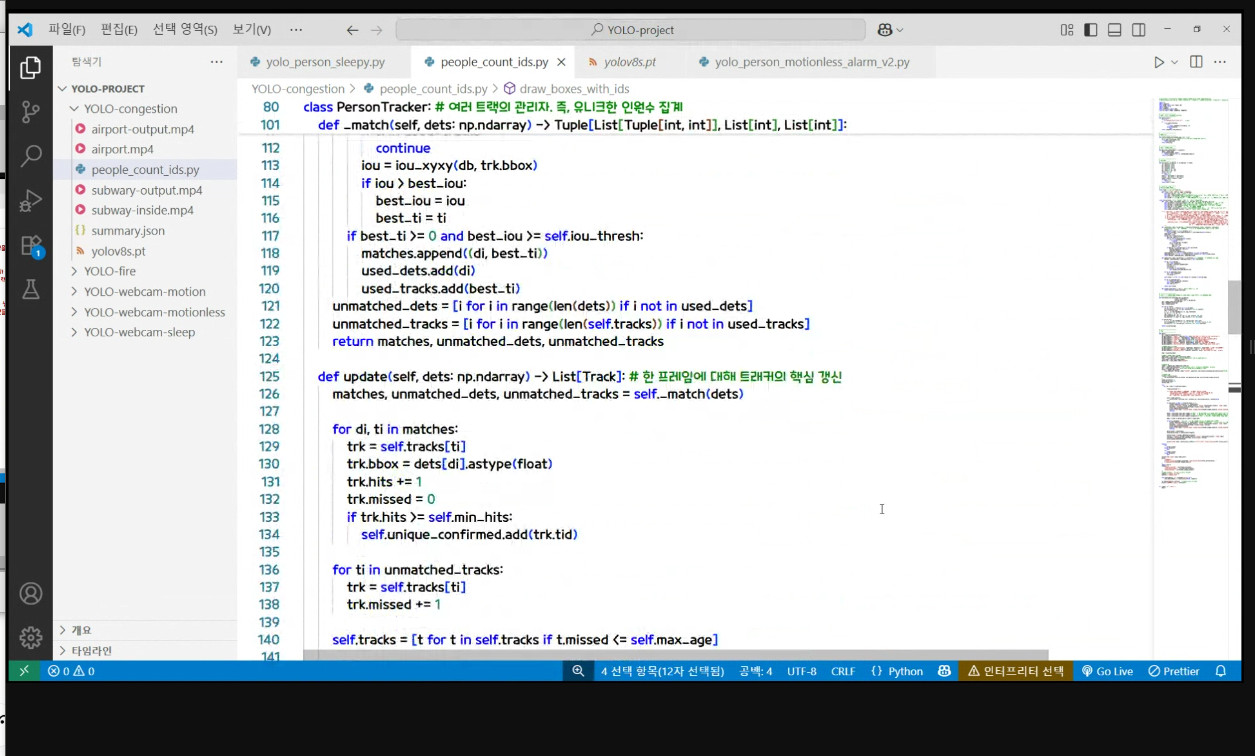 파일(F) 편집(E) 선택 영역(S) 보기(V) ··· YOLO-project
탐색기 ···
yolo_person_sleepy.py people_count_ids.py yolov8s.pt yolo_person_motionless_alarm_v2.py
YOLO-PROJECT
YOLO-congestion
airport-output.mp4
airport.mp4
people_count_ids.py
subwary-output.mp4
subway-inside.mp4
summary.json
yolov8s.pt
YOLO-fire
YOLO-webcam-motion
YOLO-webcam-motionless
YOLO-webcam-sleep
개요
타임라인
1
YOLO-congestion > people_count_ids.py > draw_boxes_with_ids
80 class PersonTracker: # 여러 트랙의 관리자. 즉, 유니크한 인원수 집계
101 def _match(self, dets: np.ndarray) -> Tuple[List[Tuple[int, int]], List[int], List[int]]:
112 continue
113 iou = iou_xyxy(db, trk.bbox)
114 if iou > best_iou:
115 best_iou = iou
116 best_ti = ti
117 if best_ti >= 0 and best_iou >= self.iou_thresh:
118 matches.append((di, best_ti))
119 used_dets.add(di)
120 used_tracks.add(best_ti)
121 unmatched_dets = [i for i in range(len(dets)) if i not in used_dets]
122 unmatched_tracks = [i for i in range(len(self.tracks)) if i not in used_tracks]
123 return matches, unmatched_dets, unmatched_tracks
124
125 def update(self, dets: np.ndarray) -> List[Track]: # 한 프레임에 대해 트래커의 핵심 갱신
126 matches, unmatched_dets, unmatched_tracks = self._match(dets)
127
128 for di, ti in matches:
129 trk = self.tracks[ti]
130 trk.bbox = dets[di].astype(float)
131 trk.hits += 1
132 trk.missed = 0
133 if trk.hits >= self.min_hits:
134 self.unique_confirmed.add(trk.tid)
135
136 for ti in unmatched_tracks:
137 trk = self.tracks[ti]
138 trk.missed += 1
139
140 self.tracks = [t for t in self.tracks if t.missed <= self.max_age]
141
0 0 4 선택 항목(12자 선택됨) 공백: 4 UTF-8 CRLF {} Python 인터프리터 선택 Go Live Prettier